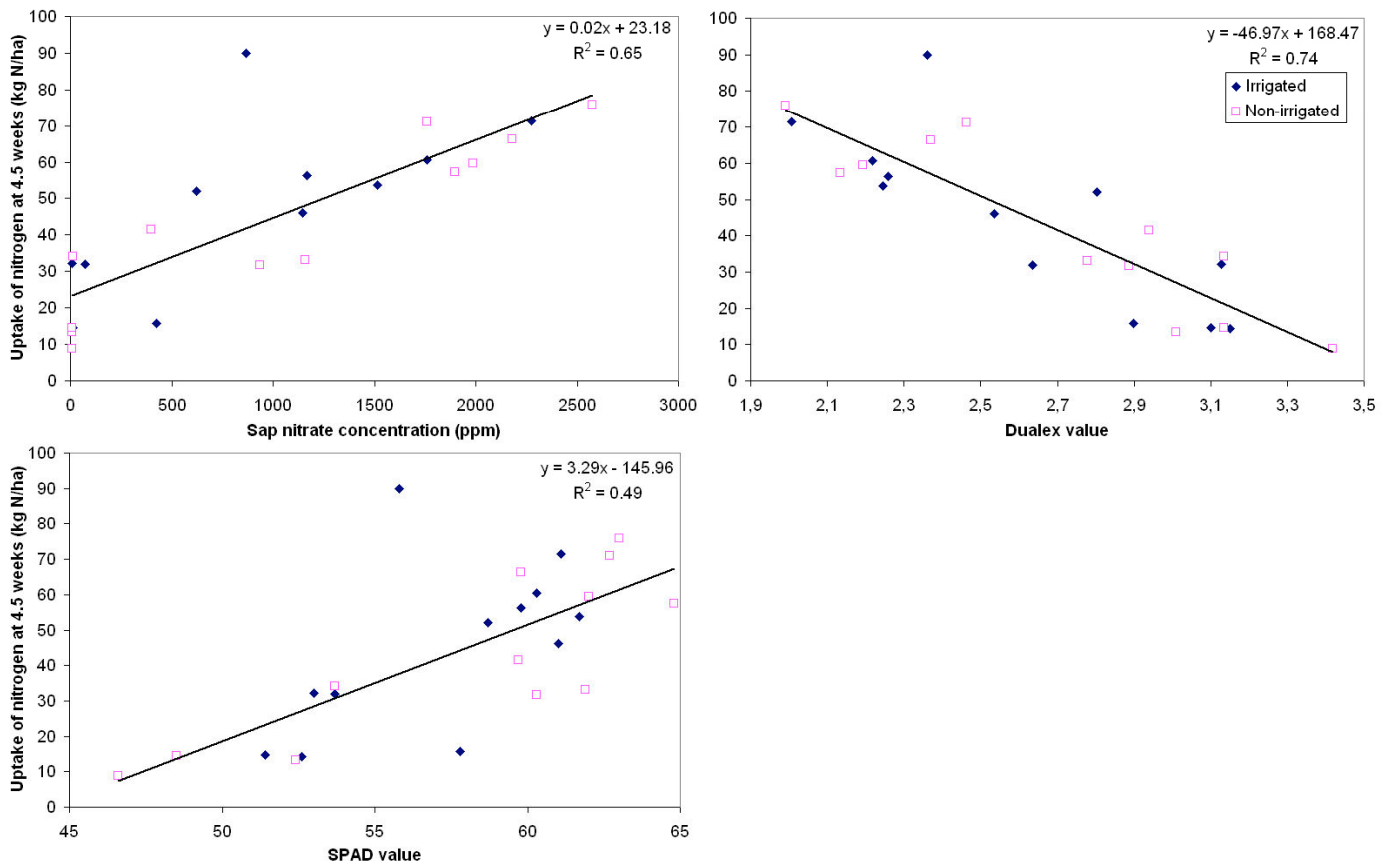 Uptake of nitrogen at 4.5 weeks (kg N/ha)
100
90
80
70
60
50
40
30
20
10
0
y = 0.02x + 23.18
R² = 0.65
0 500 1000 1500 2000 2500 3000
Sap nitrate concentration (ppm)
100
90
80
70
60
50
40
30
20
10
0
y = -46.97x + 168.47
R² = 0.74
Irrigated
Non-irrigated
1,9 2,1 2,3 2,5 2,7 2,9 3,1 3,3 3,5
Dualex value
Uptake of nitrogen at 4.5 weeks (kg N/ha)
100
90
80
70
60
50
40
30
20
10
0
y = 3.29x - 145.96
R² = 0.49
45 50 55 60 65
SPAD value